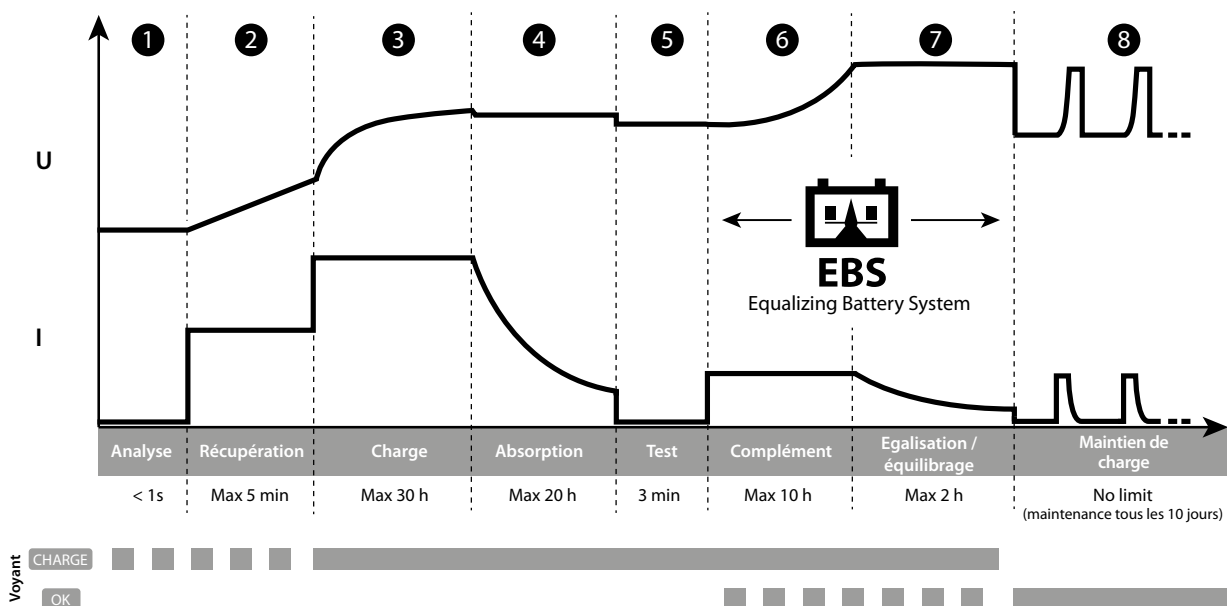 1 2 3 4 5 6 7 8
U
EBS
Equalizing Battery System
I
Analyse Récupération Charge Absorption Test Complément Egalisation / équilibrage Maintien de charge
< 1s Max 5 min Max 30 h Max 20 h 3 min Max 10 h Max 2 h No limit
(maintenance tous les 10 jours)
Voyant
CHARGE
OK